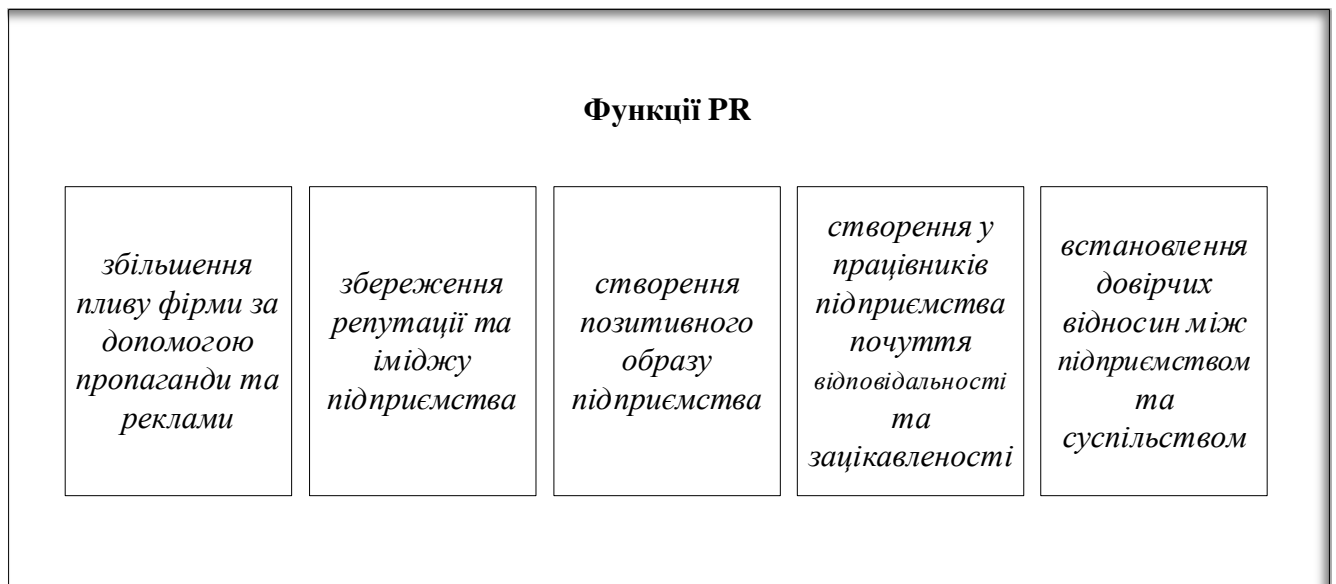 Функції PR
збільшення
пливу фірми за
допомогою
пропаганди та
реклами
збереження
репутації та
іміджу
підприємства
створення
позитивного
образу
підприємства
створення у
працівників
підприємства
почуття
відповідальності
та
зацікавленості
встановлення
довірчих
відносин між
підприємством
та
суспільством